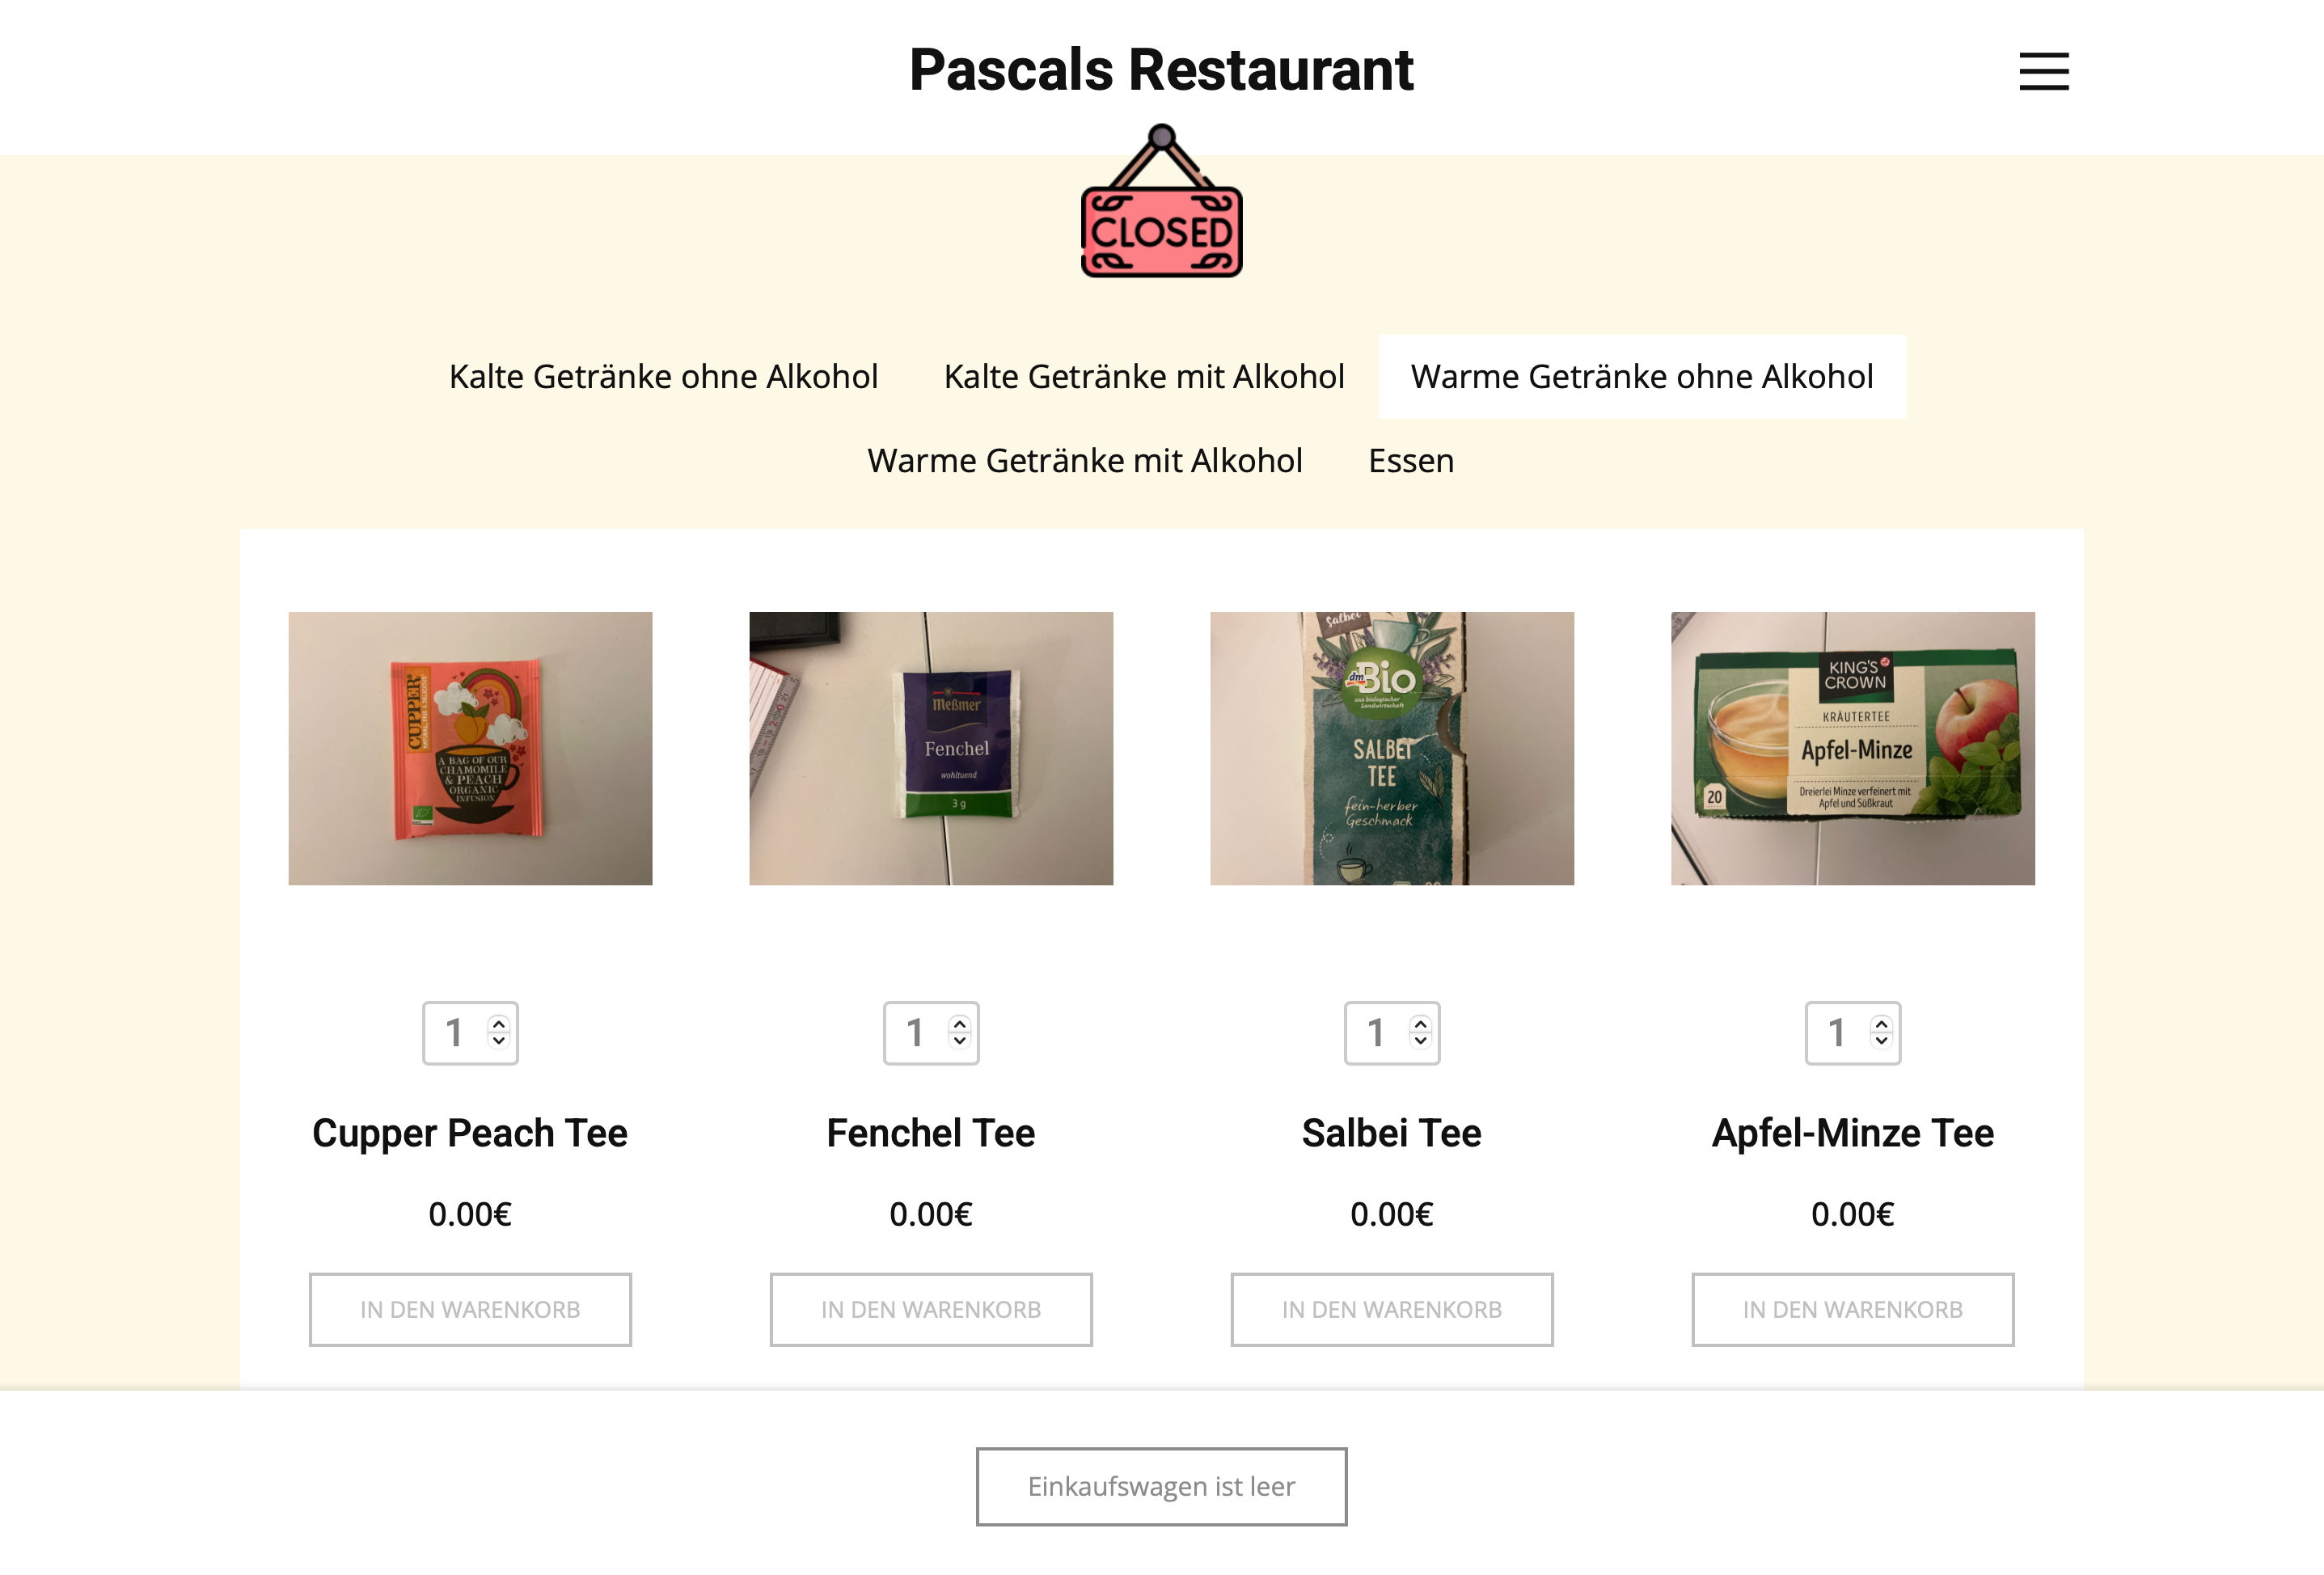 Pascals Restaurant
CLOSED
Kalte Getränke ohne Alkohol
Kalte Getränke mit Alkohol
Warme Getränke ohne Alkohol
Warme Getränke mit Alkohol
Essen
CUPPER
A BAG OF OUR
CHAMOMILE
& PEACH
ORGANIC
INFUSION
Meßmer
Fenchel
wohltuend
3 g
Salbei
dm
Bio
aus biologischer
Landwirtschaft
SALBEI
TEE
fein-herber
Geschmack
KING'S
CROWN
KRÄUTERTEE
Apfel-Minze
Dreierlei Minze verfeinert mit
Apfel und Süßkraut
20
1
1
1
1
Cupper Peach Tee
Fenchel Tee
Salbei Tee
Apfel-Minze Tee
0.00€
0.00€
0.00€
0.00€
IN DEN WARENKORB
IN DEN WARENKORB
IN DEN WARENKORB
IN DEN WARENKORB
Einkaufswagen ist leer